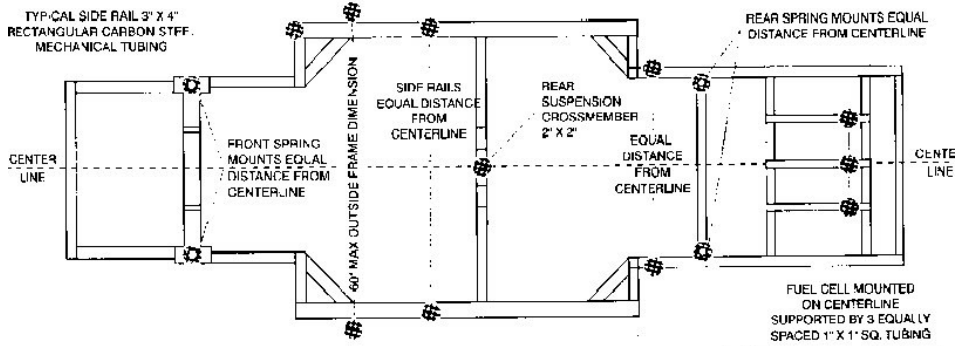 TYPICAL SIDE RAIL 3" X 4"
RECTANGULAR CARBON STEEL
MECHANICAL TUBING
REAR SPRING MOUNTS EQUAL
DISTANCE FROM CENTERLINE
SIDE RAILS
EQUAL DISTANCE
FROM
CENTERLINE
REAR
SUSPENSION
CROSSMEMBER
2" X 2"
60" MAX OUTSIDE FRAME DIMENSION
FRONT SPRING
MOUNTS EQUAL
DISTANCE FROM
CENTERLINE
EQUAL
DISTANCE
FROM
CENTERLINE
CENTER
LINE
CENTE
LINE
FUEL CELL MOUNTED
ON CENTERLINE
SUPPORTED BY 3 EQUALLY
SPACED 1" X 1" SQ. TUBING